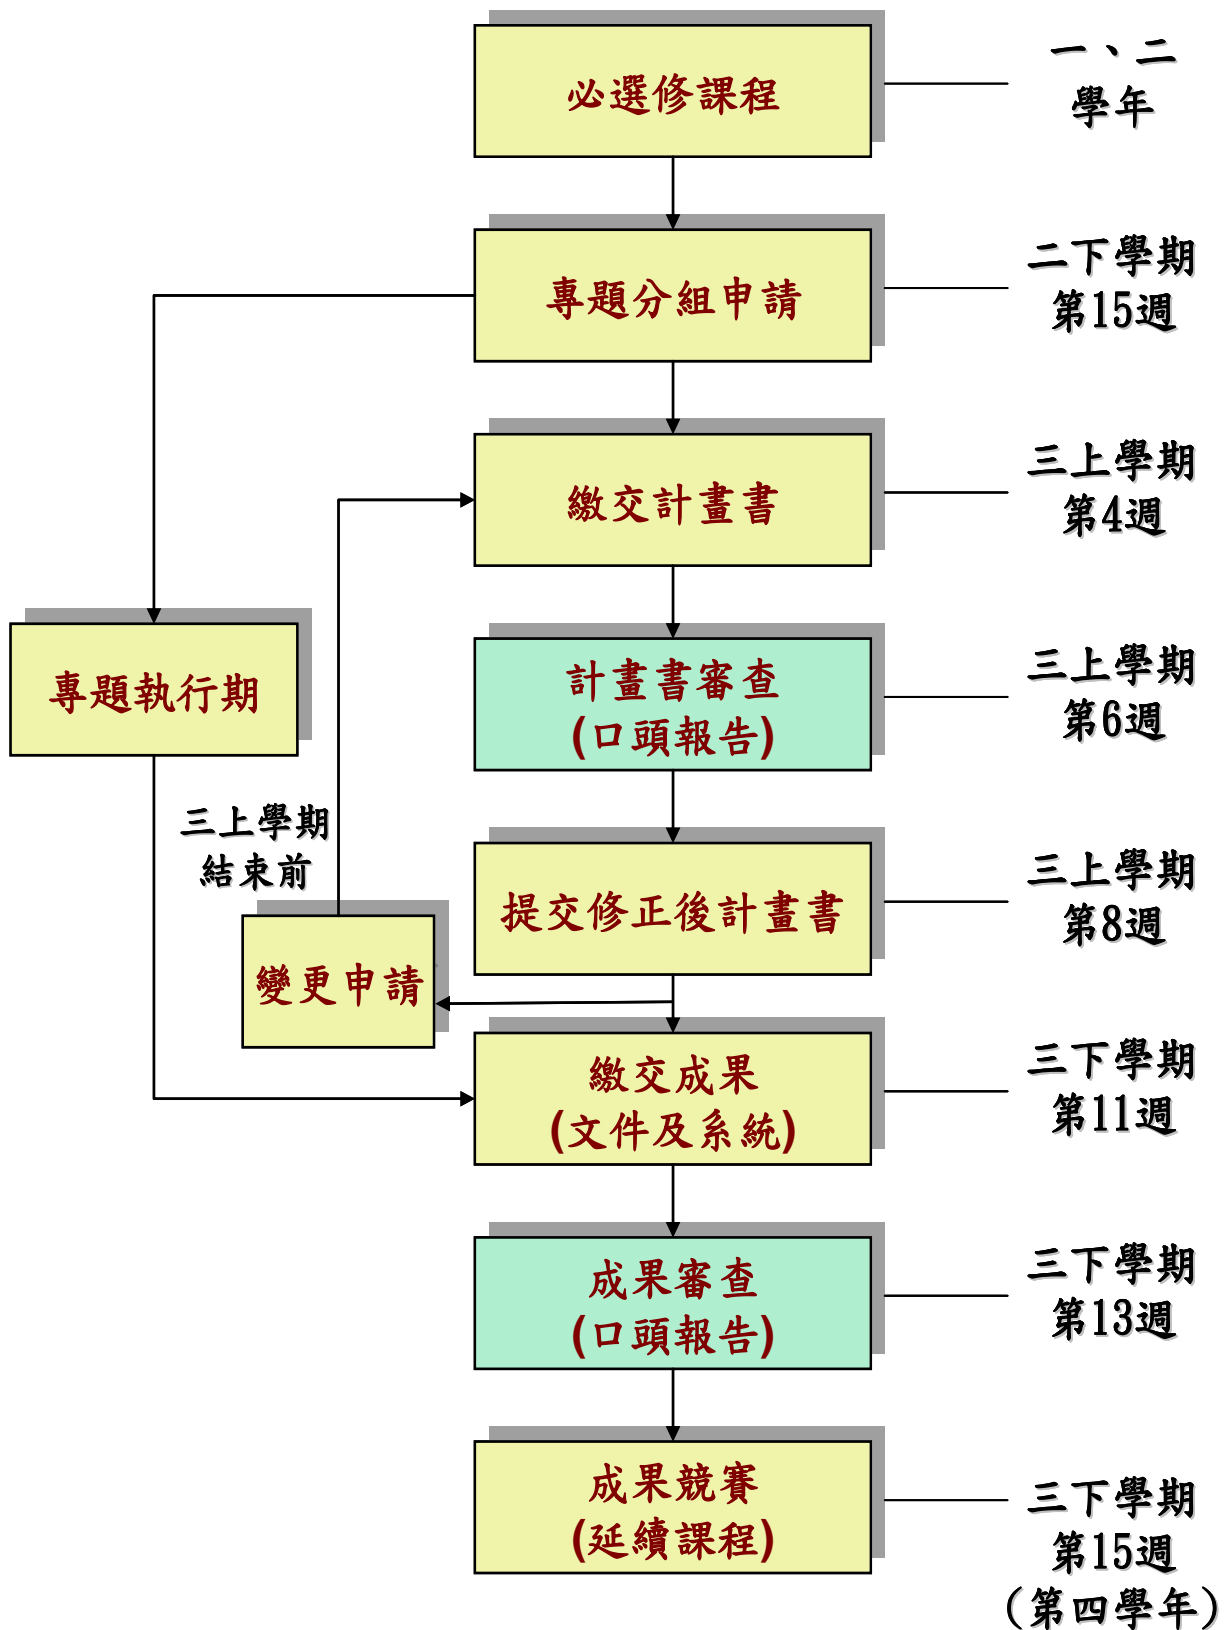 必選修課程
一、二
學年
專題分組申請
二下學期
第15週
繳交計畫書
三上學期
第4週
專題執行期
計畫書審查
(口頭報告)
三上學期
第6週
三上學期
結束前
提交修正後計畫書
三上學期
第8週
變更申請
繳交成果
(文件及系統)
三下學期
第11週
成果審查
(口頭報告)
三下學期
第13週
成果競賽
(延續課程)
三下學期
第15週
(第四學年)